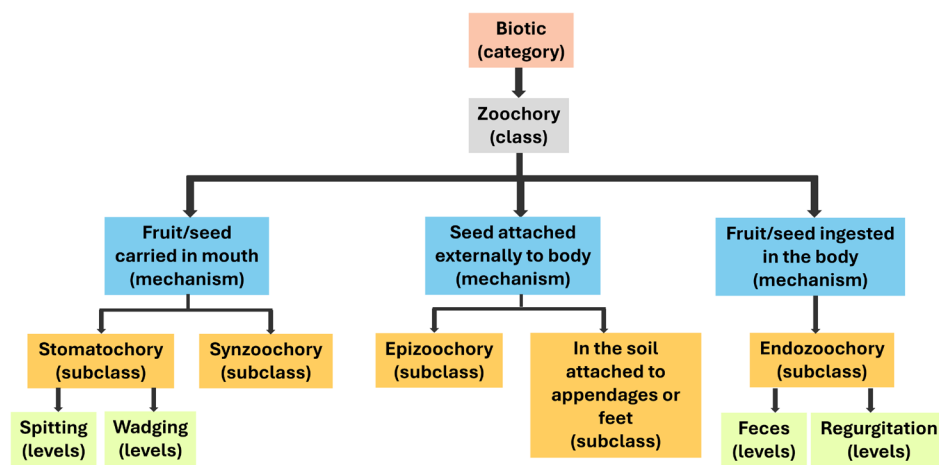 Biotic
(category)
Zoochory
(class)
Fruit/seed
carried in mouth
(mechanism)
Seed attached
externally to body
(mechanism)
Fruit/seed ingested
in the body
(mechanism)
Stomatochory
(subclass)
Synzoochory
(subclass)
Epizoochory
(subclass)
In the soil
attached to
appendages or
feet
(subclass)
Endozoochory
(subclass)
Spitting
(levels)
Wadging
(levels)
Feces
(levels)
Regurgitation
(levels)